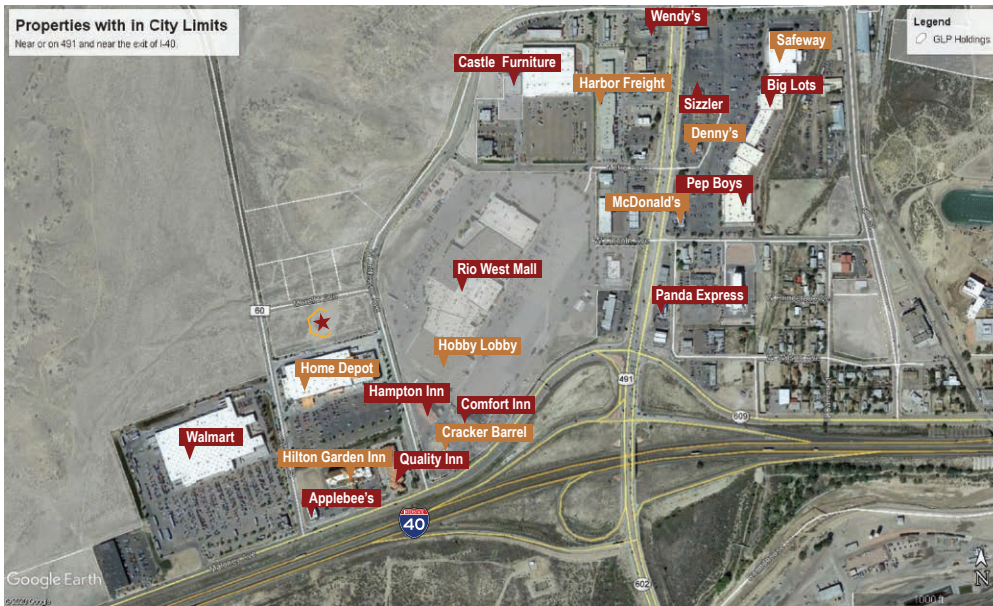 Properties with in City Limits
Near or on 491 and near the exit of I-40.
Legend
GLP Holdings
Wendy's
Safeway
Castle Furniture
Harbor Freight
Big Lots
Sizzler
Denny's
Pep Boys
McDonald's
Rio West Mall
Panda Express
60
Hobby Lobby
Home Depot
491
Hampton Inn
Comfort Inn
609
Cracker Barrel
Walmart
Hilton Garden Inn
Quality Inn
Applebee's
40
602
Google Earth
N
1000 ft